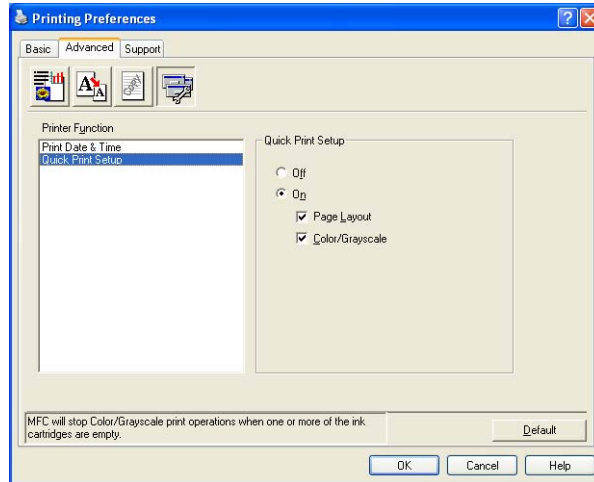 Printing Preferences
Basic Advanced Support
Printer Function
Print Date & Time
Quick Print Setup
Quick Print Setup
Off
On
Page Layout
Color/Grayscale
MFC will stop Color/Grayscale print operations when one or more of the ink
cartridges are empty.
Default
OK Cancel Help